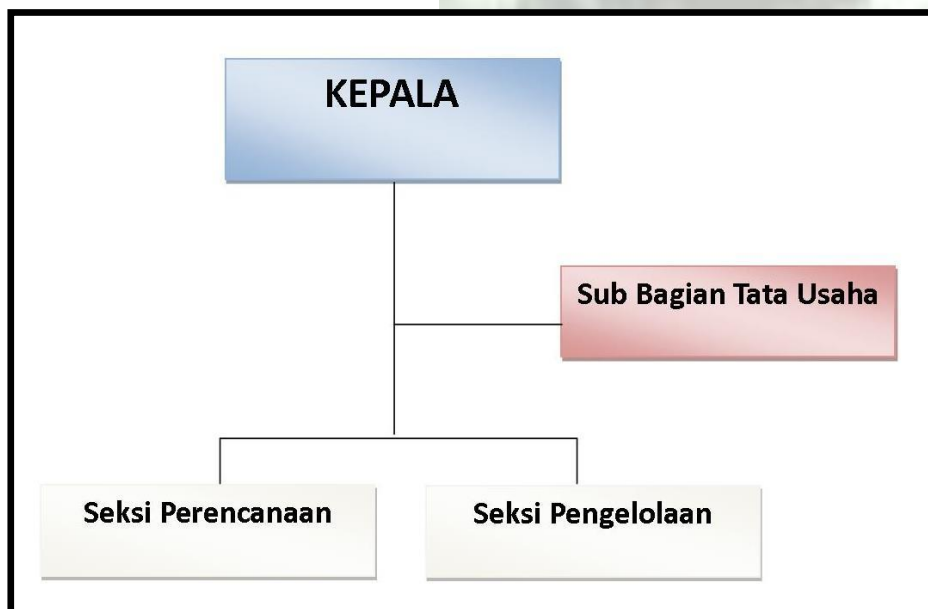 KEPALA
Sub Bagian Tata Usaha
Seksi Perencanaan
Seksi Pengelolaan